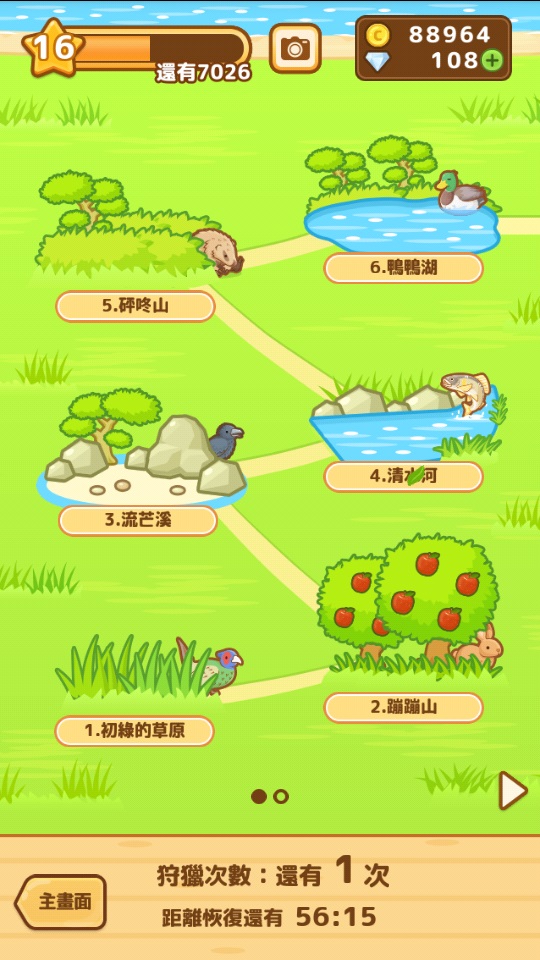 16
還有7026
C
88964
108
6.鴨鴨湖
5.砰咚山
4.清水河
3.流芒溪
2.蹦蹦山
1.初綠的草原
主畫面
狩獵次數：還有 1 次
距離恢復還有 56:15